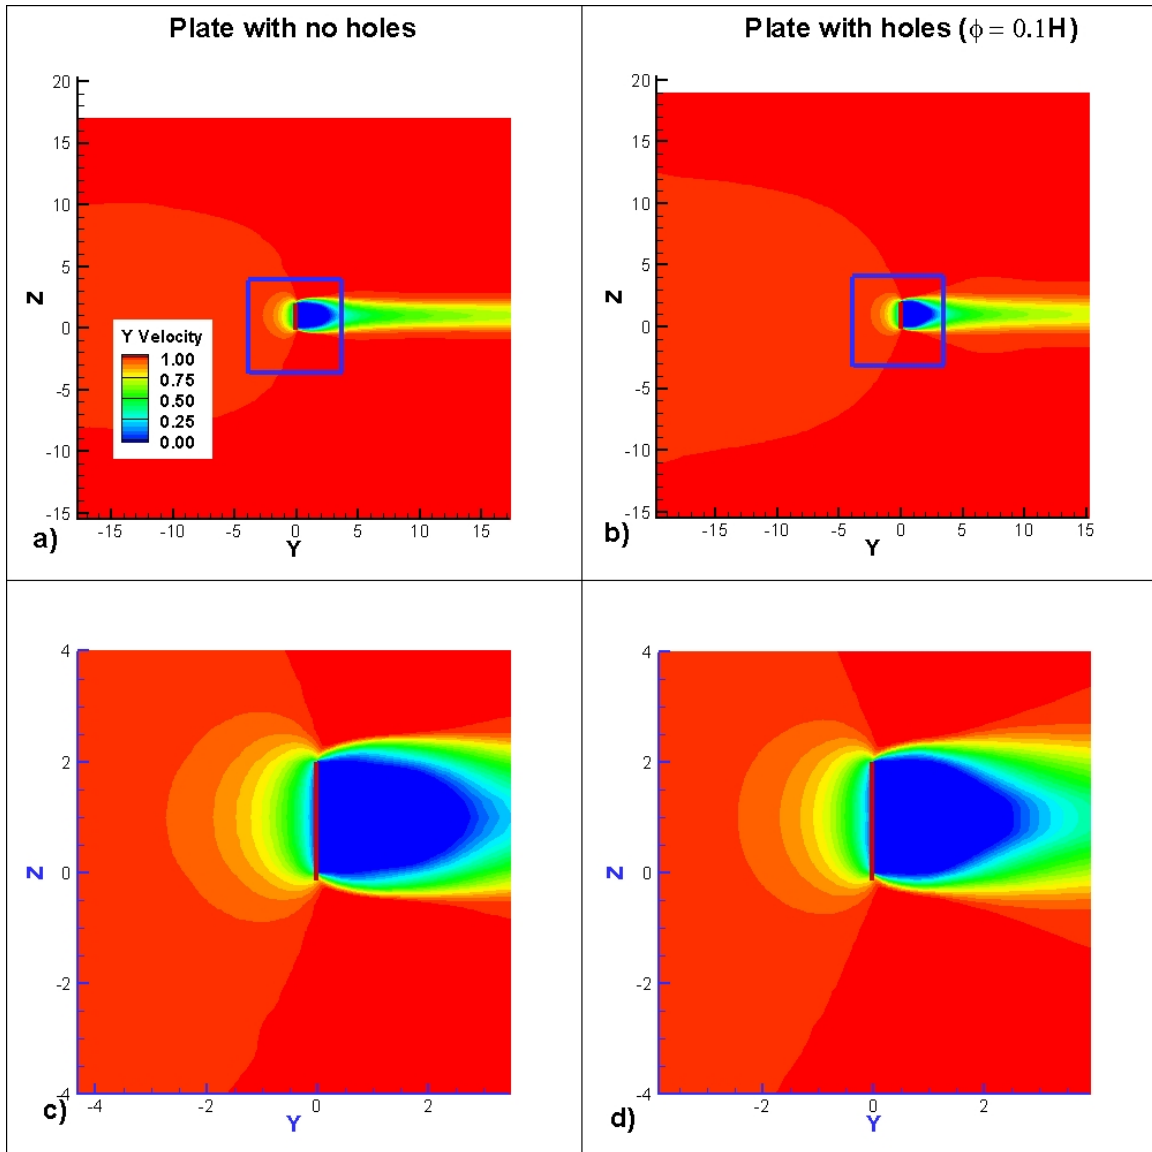 Plate with no holes
Plate with holes (ϕ = 0.1H)
20
15
10
5
0
-5
-10
-15
Z
Y Velocity
1.00
0.75
0.50
0.25
0.00
-15 -10 -5 0 5 10 15
Y
a)
20
15
10
5
0
-5
-10
-15
Z
-15 -10 -5 0 5 10 15
Y
b)
4
2
0
-2
-4
Z
-4 -2 0 2
Y
c)
4
2
0
-2
-4
Z
-2 0 2
Y
d)